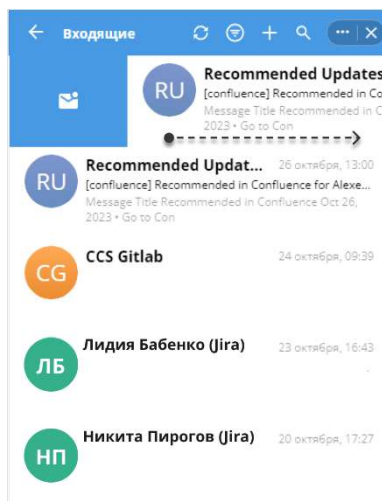 Входящие
RU
Recommended Updates
[confluence] Recommended in Co
Message Title Recommended in C
2023 • Go to Con
RU
Recommended Updat... 26 октября, 13:00
[confluence] Recommended in Confluence for Alexe...
Message Title Recommended in Confluence Oct 26,
2023 • Go to Con
CG
CCS Gitlab 24 октября, 09:39
ЛБ
Лидия Бабенко (Jira) 23 октября, 16:43
НП
Никита Пирогов (Jira) 20 октября, 17:27